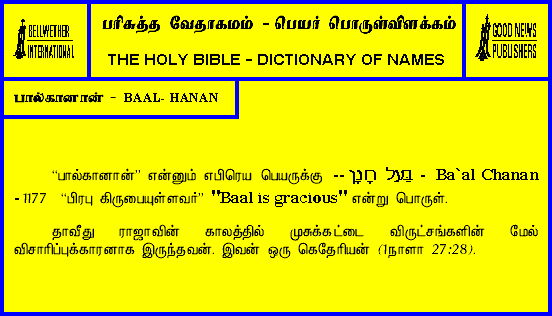 BELLWETHER
INTERNATIONAL
பரிசுத்த வேதாகமம் - பெயர் பொருள்விளக்கம்
THE HOLY BIBLE - DICTIONARY OF NAMES
GOOD NEWS
PUBLISHERS
பால்கானான் - BAAL- HANAN
“பால்கானான்” என்னும் எபிரெய பெயருக்கு -- בַּעַל חָנָן - Ba`al Chanan
- 1177 “பிரபு கிருபையுள்ளவர்” "Baal is gracious" என்று பொருள்.
தாவீது ராஜாவின் காலத்தில் முசுக்கட்டை விருட்சங்களின் மேல்
விசாரிப்புக்காரனாக இருந்தவன். இவன் ஒரு கெதேரியன் (1நாளா 27:28).